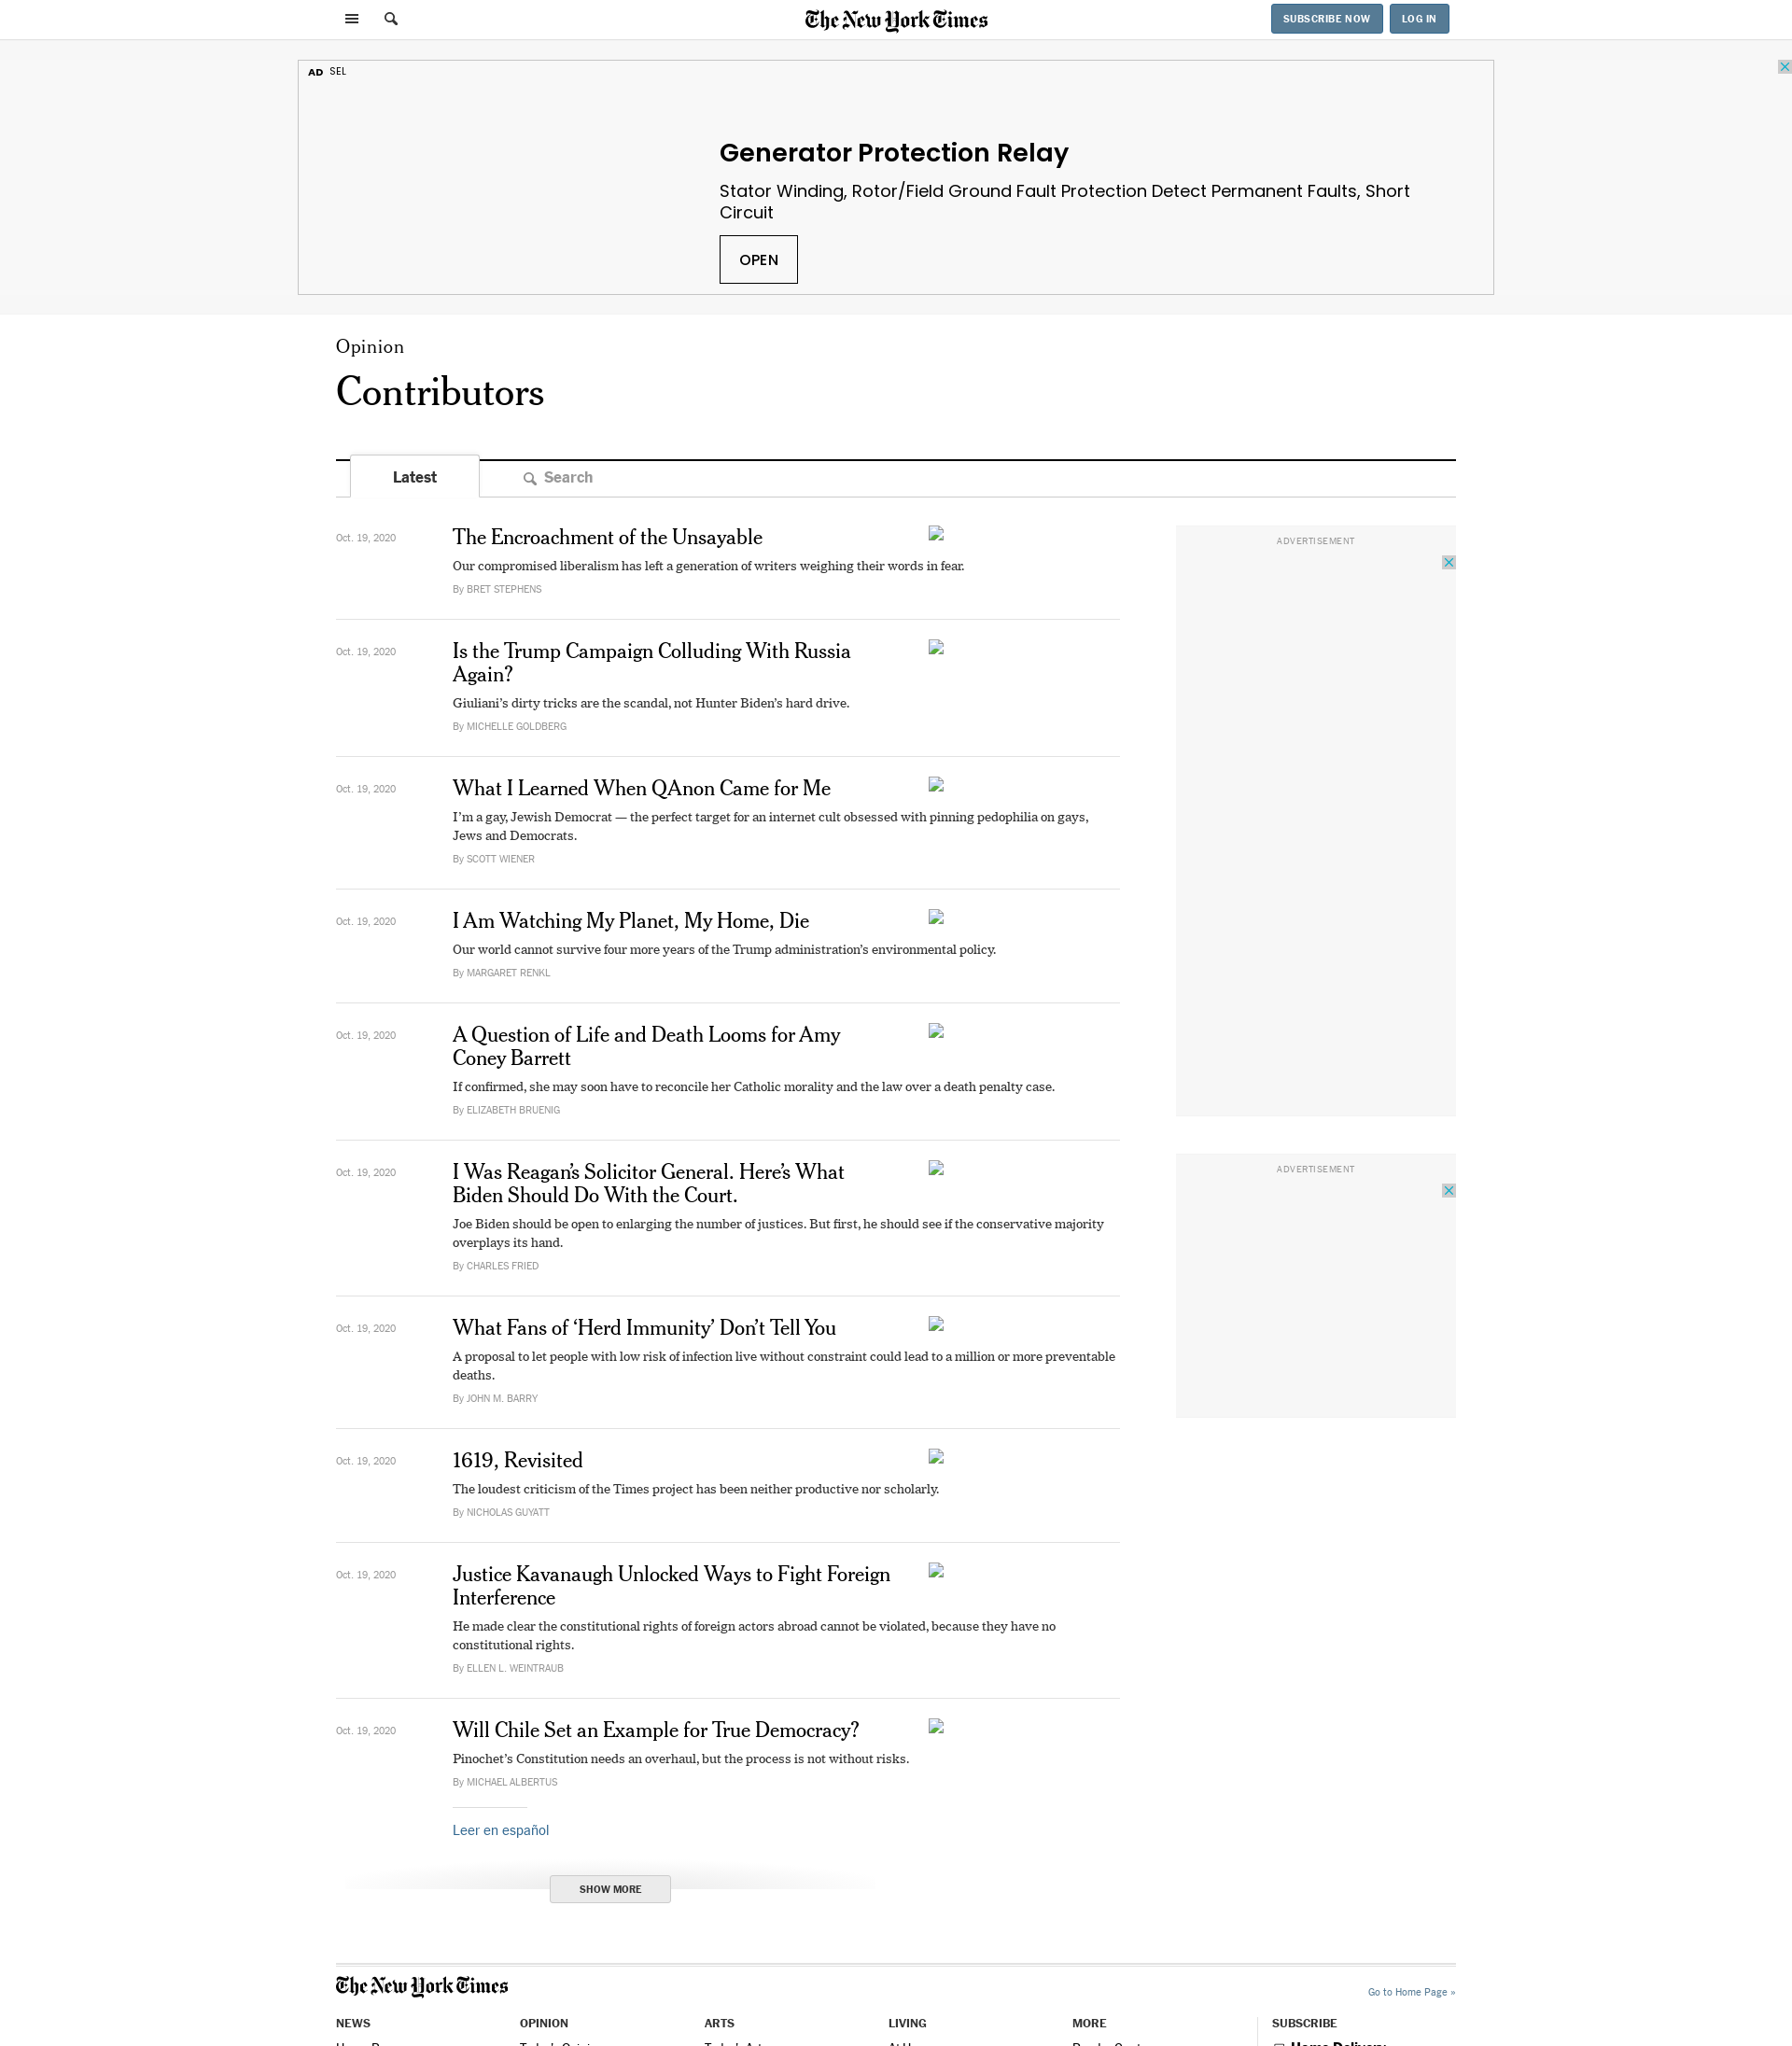 The New York Times
SUBSCRIBE NOW
LOG IN
AD SEL
Generator Protection Relay
Stator Winding, Rotor/Field Ground Fault Protection Detect Permanent Faults, Short
Circuit
OPEN
Opinion
Contributors
Latest
Search
Oct. 19, 2020
The Encroachment of the Unsayable
Our compromised liberalism has left a generation of writers weighing their words in fear.
By BRET STEPHENS
ADVERTISEMENT
Oct. 19, 2020
Is the Trump Campaign Colluding With Russia
Again?
Giuliani’s dirty tricks are the scandal, not Hunter Biden’s hard drive.
By MICHELLE GOLDBERG
Oct. 19, 2020
What I Learned When QAnon Came for Me
I’m a gay, Jewish Democrat — the perfect target for an internet cult obsessed with pinning pedophilia on gays,
Jews and Democrats.
By SCOTT WIENER
Oct. 19, 2020
I Am Watching My Planet, My Home, Die
Our world cannot survive four more years of the Trump administration’s environmental policy.
By MARGARET RENKL
Oct. 19, 2020
A Question of Life and Death Looms for Amy
Coney Barrett
If confirmed, she may soon have to reconcile her Catholic morality and the law over a death penalty case.
By ELIZABETH BRUENIG
ADVERTISEMENT
Oct. 19, 2020
I Was Reagan’s Solicitor General. Here’s What
Biden Should Do With the Court.
Joe Biden should be open to enlarging the number of justices. But first, he should see if the conservative majority
overplays its hand.
By CHARLES FRIED
Oct. 19, 2020
What Fans of ‘Herd Immunity’ Don’t Tell You
A proposal to let people with low risk of infection live without constraint could lead to a million or more preventable
deaths.
By JOHN M. BARRY
Oct. 19, 2020
1619, Revisited
The loudest criticism of the Times project has been neither productive nor scholarly.
By NICHOLAS GUYATT
Oct. 19, 2020
Justice Kavanaugh Unlocked Ways to Fight Foreign
Interference
He made clear the constitutional rights of foreign actors abroad cannot be violated, because they have no
constitutional rights.
By ELLEN L. WEINTRAUB
Oct. 19, 2020
Will Chile Set an Example for True Democracy?
Pinochet’s Constitution needs an overhaul, but the process is not without risks.
By MICHAEL ALBERTUS
Leer en español
SHOW MORE
The New York Times
Go to Home Page »
NEWS
OPINION
ARTS
LIVING
MORE
SUBSCRIBE